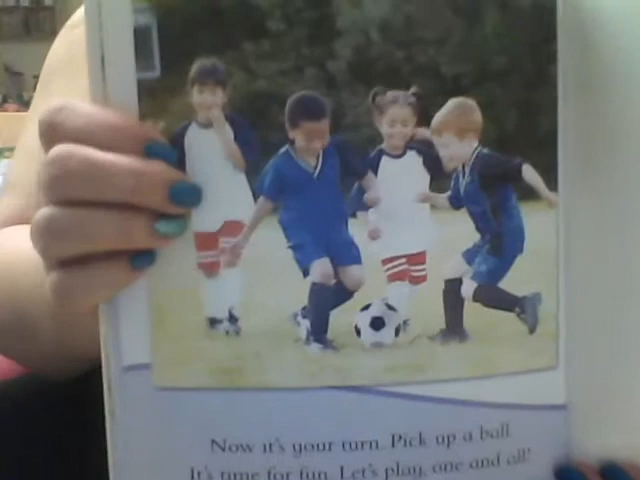 Now it's your turn. Pick up a ball.
It's time for fun. Let's play, one and all!